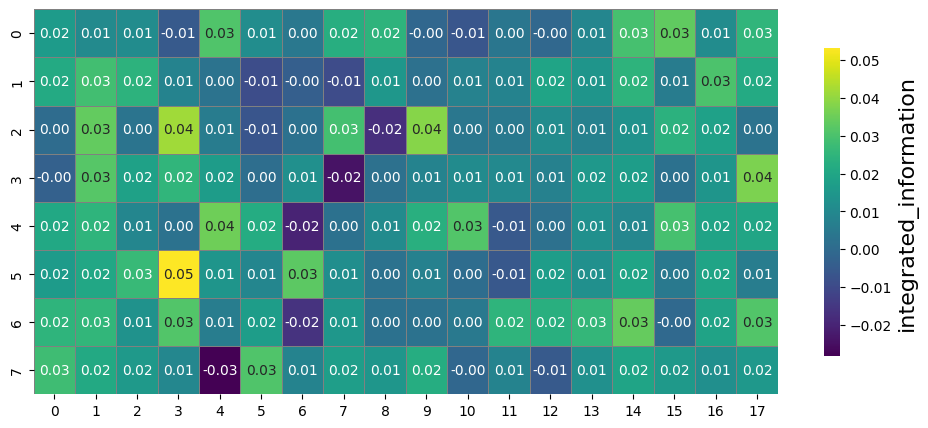 0 0.02 0.01 0.01 -0.01 0.03 0.01 0.00 0.02 0.02 -0.00 -0.01 0.00 -0.00 0.01 0.03 0.03 0.01 0.03
1 0.02 0.03 0.02 0.01 0.00 -0.01 -0.00 -0.01 0.01 0.00 0.01 0.01 0.02 0.01 0.02 0.01 0.03 0.02
2 0.00 0.03 0.00 0.04 0.01 -0.01 0.00 0.03 -0.02 0.04 0.00 0.00 0.01 0.01 0.01 0.02 0.02 0.00
3 -0.00 0.03 0.02 0.02 0.02 0.00 0.01 -0.02 0.00 0.01 0.01 0.01 0.01 0.02 0.02 0.00 0.01 0.04
4 0.02 0.02 0.01 0.00 0.04 0.02 -0.02 0.00 0.01 0.02 0.03 -0.01 0.00 0.01 0.01 0.03 0.02 0.02
5 0.02 0.02 0.03 0.05 0.01 0.01 0.03 0.01 0.00 0.01 0.00 -0.01 0.02 0.01 0.02 0.00 0.02 0.01
6 0.02 0.03 0.01 0.03 0.01 0.02 -0.02 0.01 0.00 0.00 0.00 0.02 0.02 0.03 0.03 -0.00 0.02 0.03
7 0.03 0.02 0.02 0.01 -0.03 0.03 0.01 0.02 0.01 0.02 -0.00 0.01 -0.01 0.01 0.02 0.02 0.01 0.02
0 1 2 3 4 5 6 7 8 9 10 11 12 13 14 15 16 17
0.05
0.04
0.03
0.02
0.01
0.00
−0.01
−0.02
integrated_information